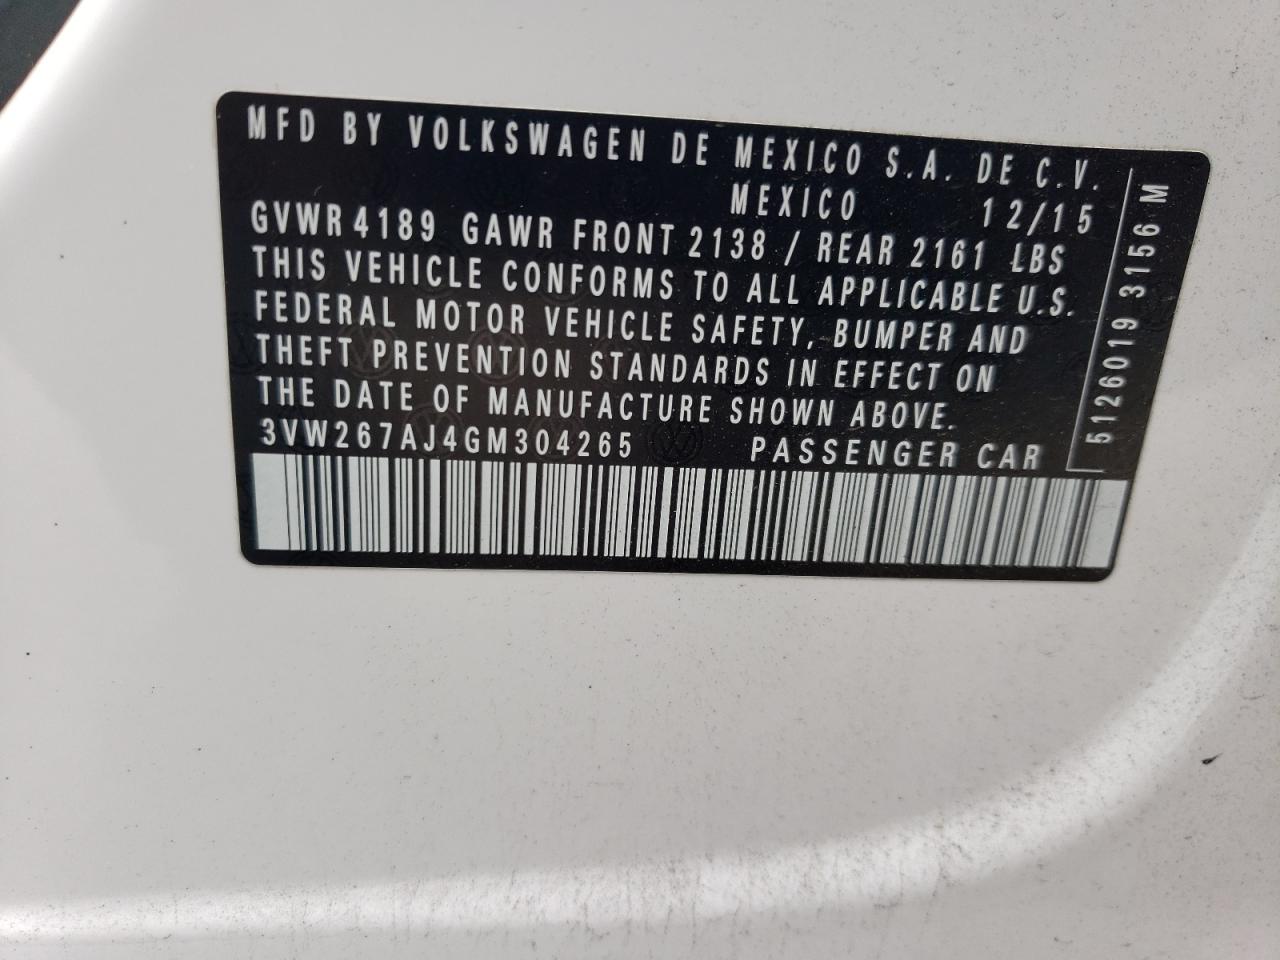 MFD BY VOLKSWAGEN DE MEXICO S.A. DE C.V.
MEXICO 12/15
GVWR 4189 GAWR FRONT 2138 / REAR 2161 LBS
THIS VEHICLE CONFORMS TO ALL APPLICABLE U.S.
FEDERAL MOTOR VEHICLE SAFETY, BUMPER AND
THEFT PREVENTION STANDARDS IN EFFECT ON
THE DATE OF MANUFACTURE SHOWN ABOVE.
3VW267AJ4GM304265 PASSENGER CAR
5126019 3156 M